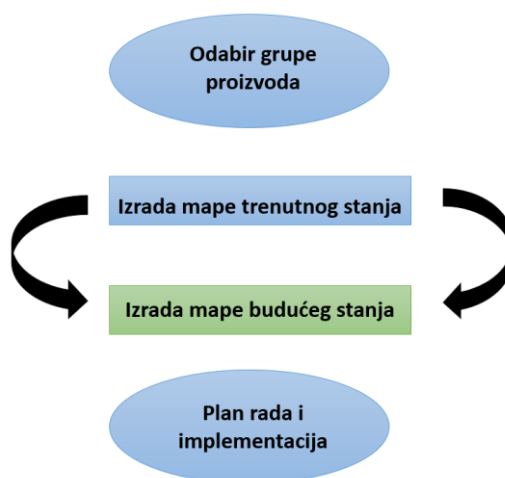 Odabir grupe
proizvoda
Izrada mape trenutnog stanja
Izrada mape budućeg stanja
Plan rada i
implementacija